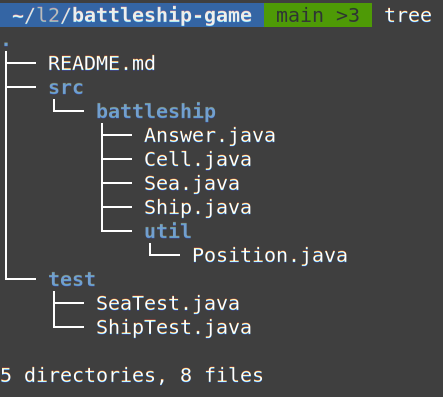 ~/l2/battleship-game main >3 tree
.
├── README.md
├── src
│   └── battleship
│       ├── Answer.java
│       ├── Cell.java
│       ├── Sea.java
│       ├── Ship.java
│       └── util
│           └── Position.java
└── test
    ├── SeaTest.java
    └── ShipTest.java

5 directories, 8 files